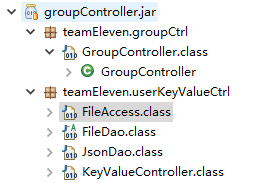 groupController.jar
teamEleven.groupCtrl
GroupController.class
GroupController
teamEleven.userKeyValueCtrl
FileAccess.class
FileDao.class
JsonDao.class
KeyValueController.class